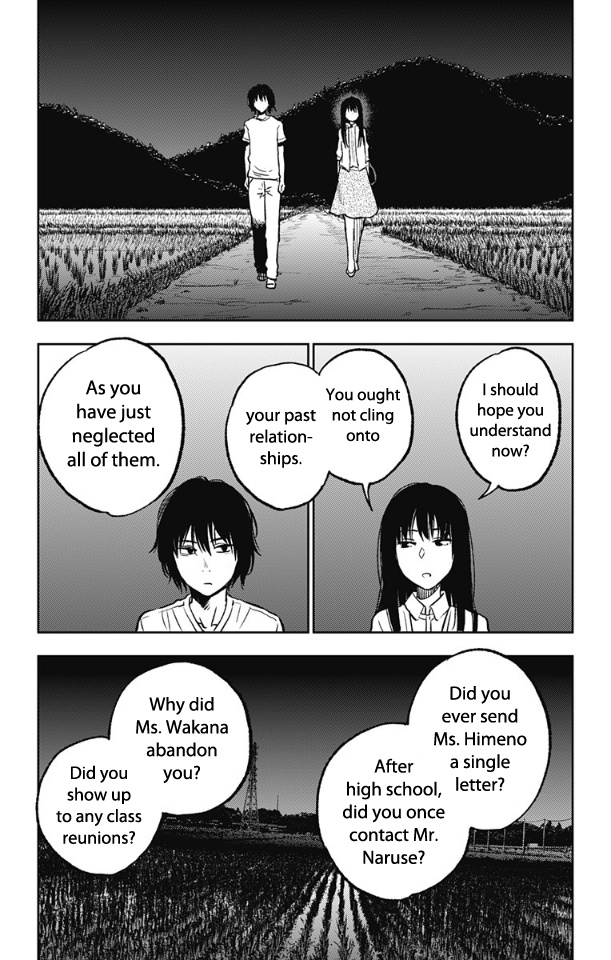 I should
hope you
understand
now?
You ought
not cling
onto
your past
relation-
ships.
As you
have just
neglected
all of them.
Did you
ever send
Ms. Himeno
a single
letter?
After
high school,
did you once
contact Mr.
Naruse?
Why did
Ms. Wakana
abandon
you?
Did you
show up
to any class
reunions?